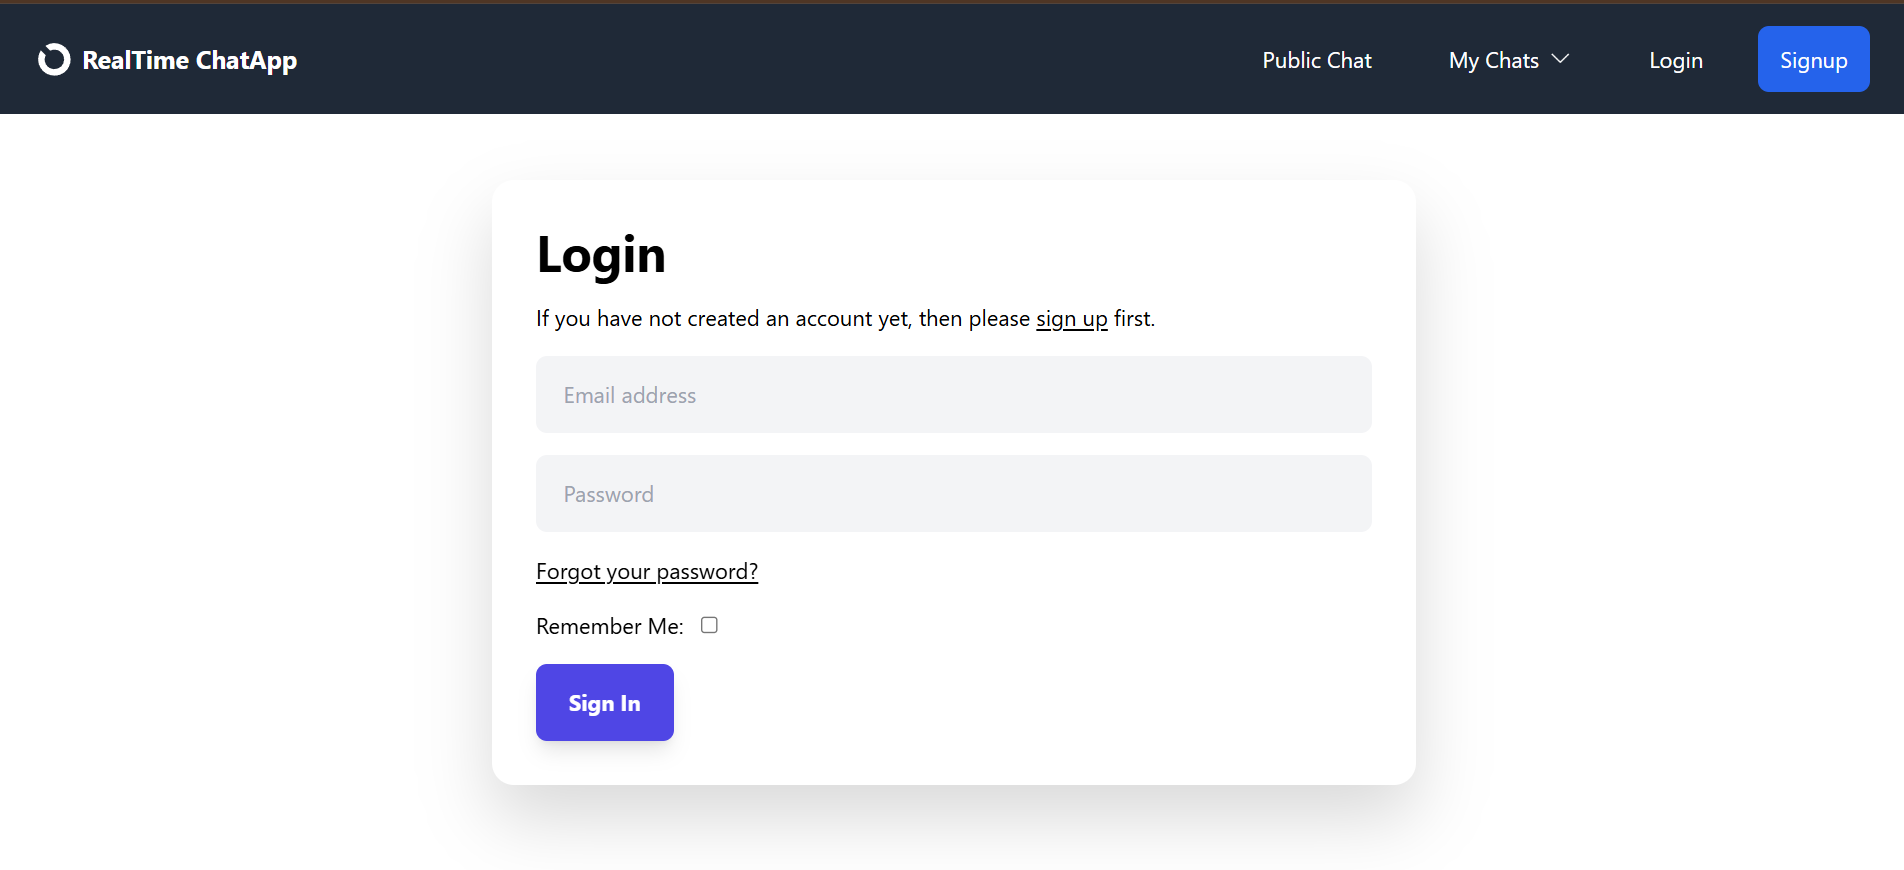 RealTime ChatApp
Public Chat
My Chats
Login
Signup
Login
If you have not created an account yet, then please sign up first.
Email address
Password
Forgot your password?
Remember Me:
Sign In